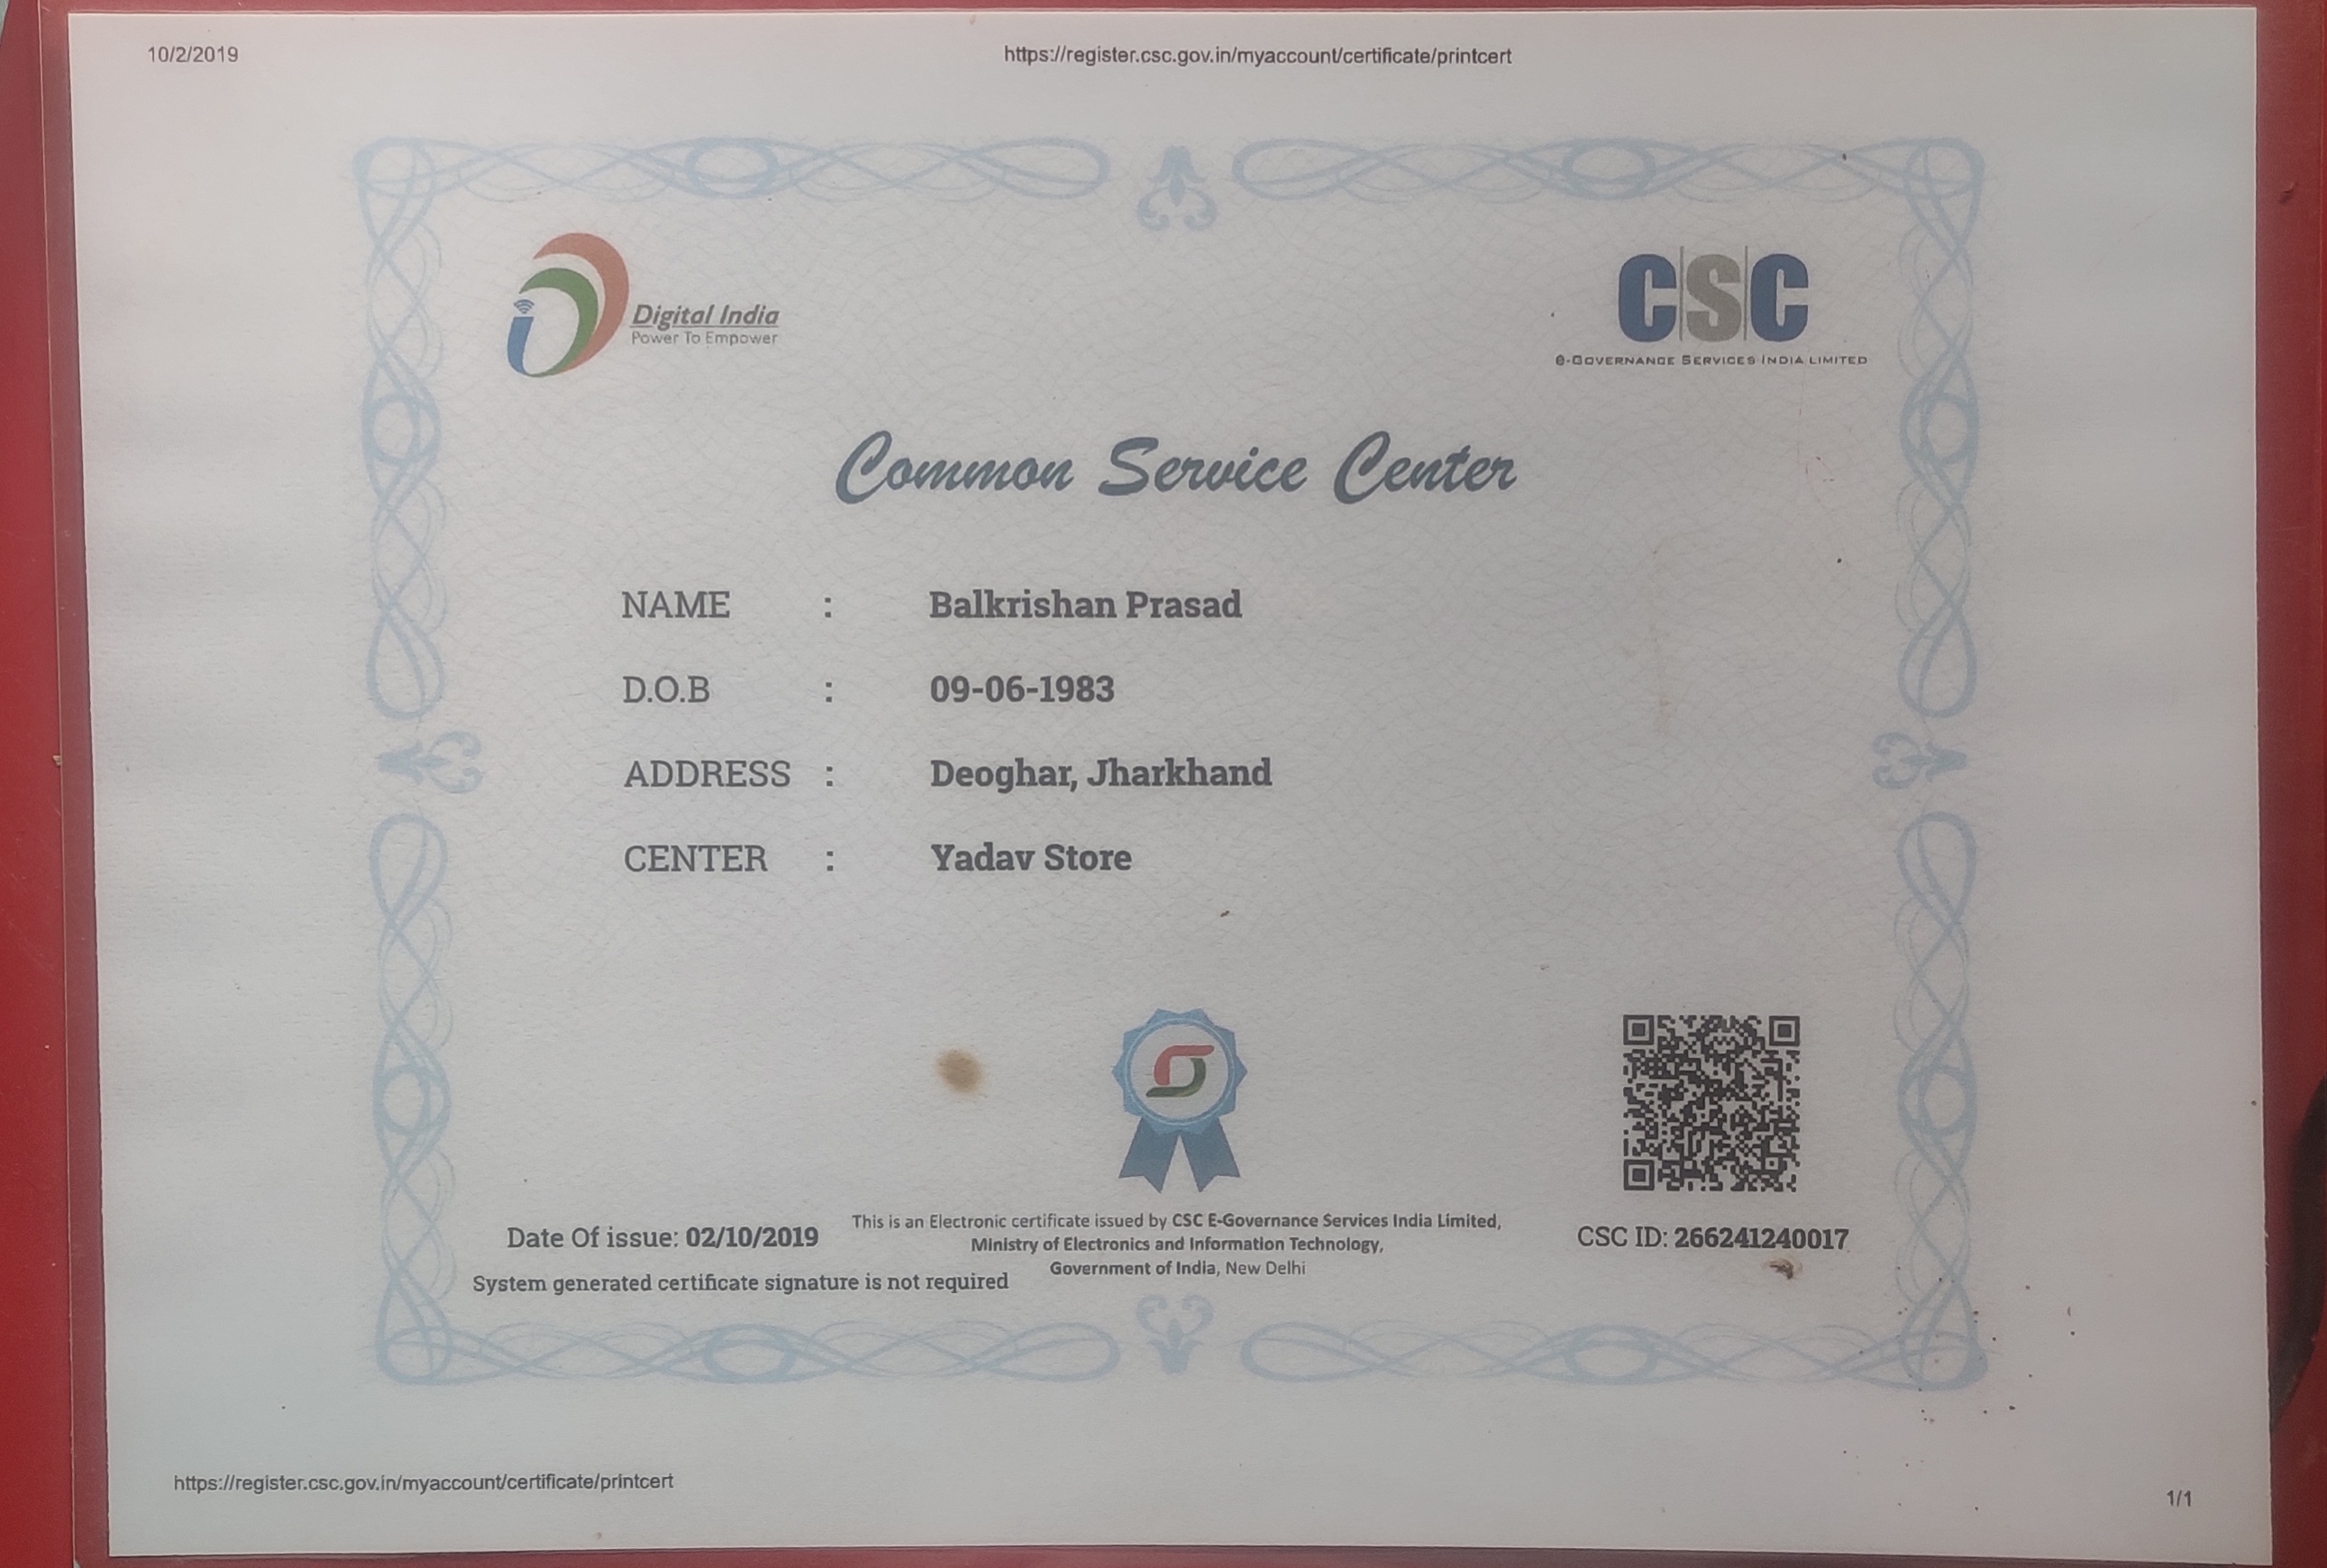 10/2/2019
https://register.csc.gov.in/myaccount/certificate/printcert
Digital India
Power To Empower
CSC
e-Governance Services India Limited
Common Service Center
NAME : Balkrishan Prasad
D.O.B : 09-06-1983
ADDRESS : Deoghar, Jharkhand
CENTER : Yadav Store
Date Of issue: 02/10/2019
System generated certificate signature is not required
This is an Electronic certificate issued by CSC E-Governance Services India Limited,
Ministry of Electronics and Information Technology,
Government of India, New Delhi
CSC ID: 266241240017
https://register.csc.gov.in/myaccount/certificate/printcert
1/1